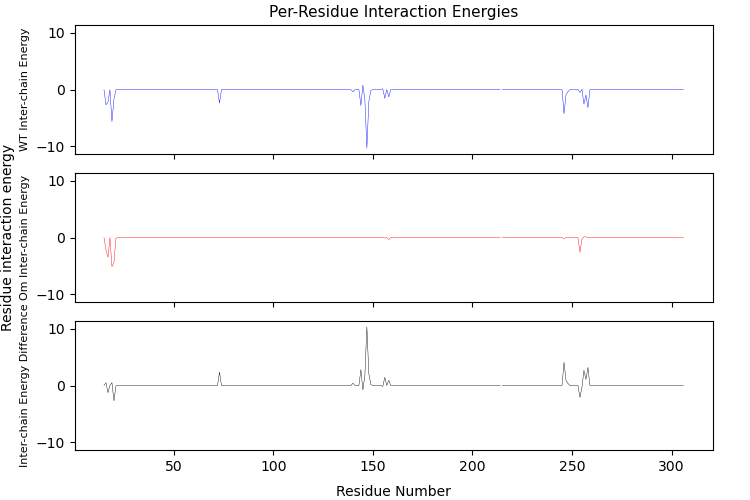 Per-Residue Interaction Energies
Residue interaction energy
WT Inter-chain Energy
10
0
−10
Om Inter-chain Energy
10
0
−10
Inter-chain Energy Difference
10
0
−10
50
100
150
200
250
300
Residue Number